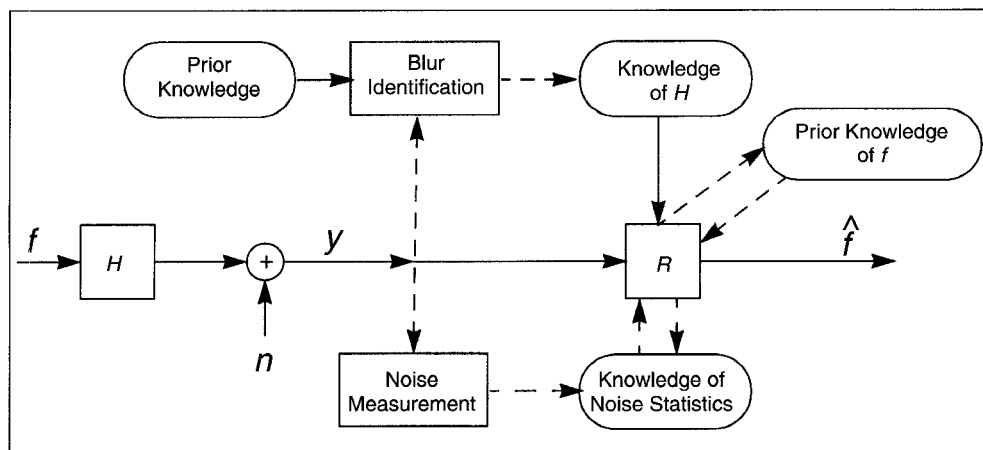 Prior
Knowledge
Blur
Identification
Knowledge
of H
Prior Knowledge
of f
f
H
+
y
R
f̂
n
Noise
Measurement
Knowledge of
Noise Statistics